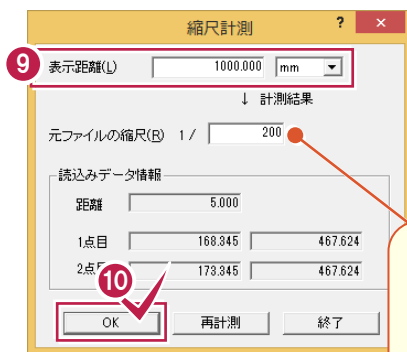 縮尺計測 ? ×
9 表示距離(L) 1000.000 mm
↓ 計測結果
元ファイルの縮尺(R) 1 / 200
読込みデータ情報
距離 5.000
1点目 168.345 467.624
2点目 173.345 467.624
10
OK 再計測 終了